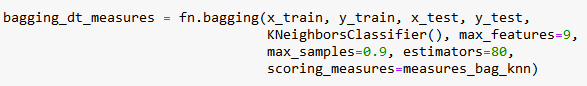 bagging_dt_measures = fn.bagging(x_train, y_train, x_test, y_test,
KNeighborsClassifier(), max_features=9,
max_samples=0.9, estimators=80,
scoring_measures=measures_bag_knn)